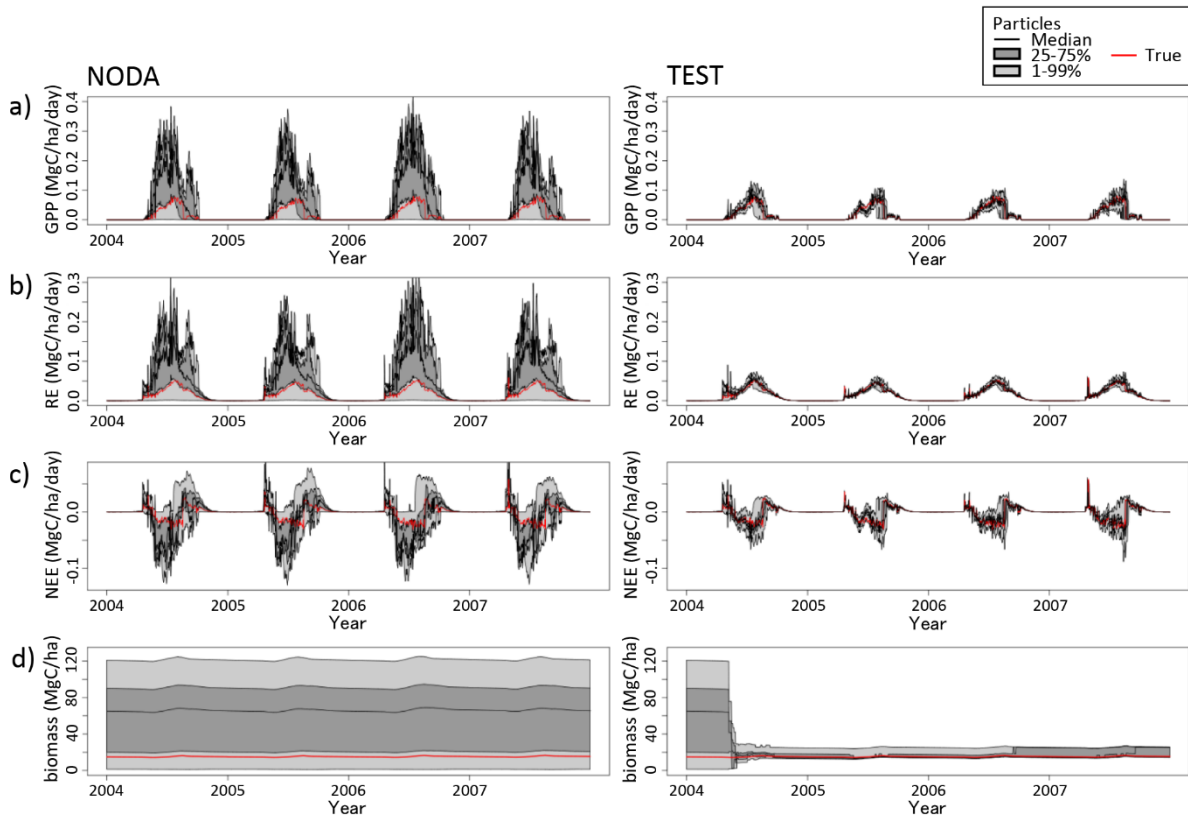 Particles
Median
25-75%
1-99%
True
NODA
TEST
a)
GPP (MgC/ha/day)
0.0 0.1 0.2 0.3 0.4
2004 2005 2006 2007
Year
GPP (MgC/ha/day)
0.0 0.1 0.2 0.3 0.4
2004 2005 2006 2007
Year
b)
RE (MgC/ha/day)
0.0 0.1 0.2 0.3
2004 2005 2006 2007
Year
RE (MgC/ha/day)
0.0 0.1 0.2 0.3
2004 2005 2006 2007
Year
c)
NEE (MgC/ha/day)
-0.1 0.0
2004 2005 2006 2007
Year
NEE (MgC/ha/day)
-0.1 0.0
2004 2005 2006 2007
Year
d)
biomass (MgC/ha)
0 40 80 120
2004 2005 2006 2007
Year
biomass (MgC/ha)
0 40 80 120
2004 2005 2006 2007
Year